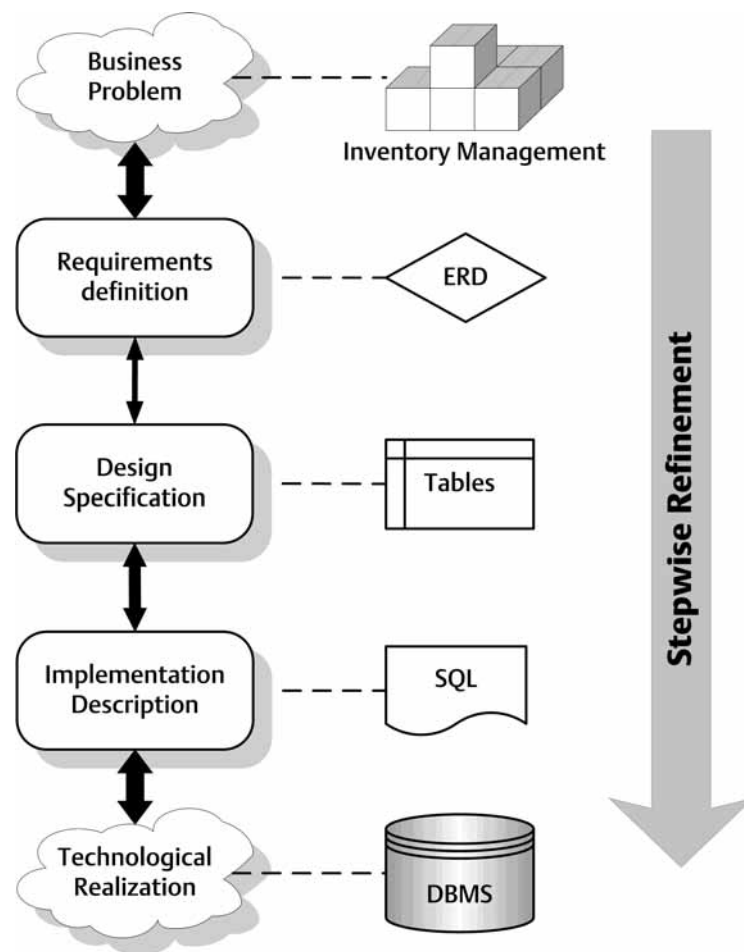 Business
Problem
Inventory Management
Requirements
definition
ERD
Design
Specification
Tables
Implementation
Description
SQL
Technological
Realization
DBMS
Stepwise Refinement